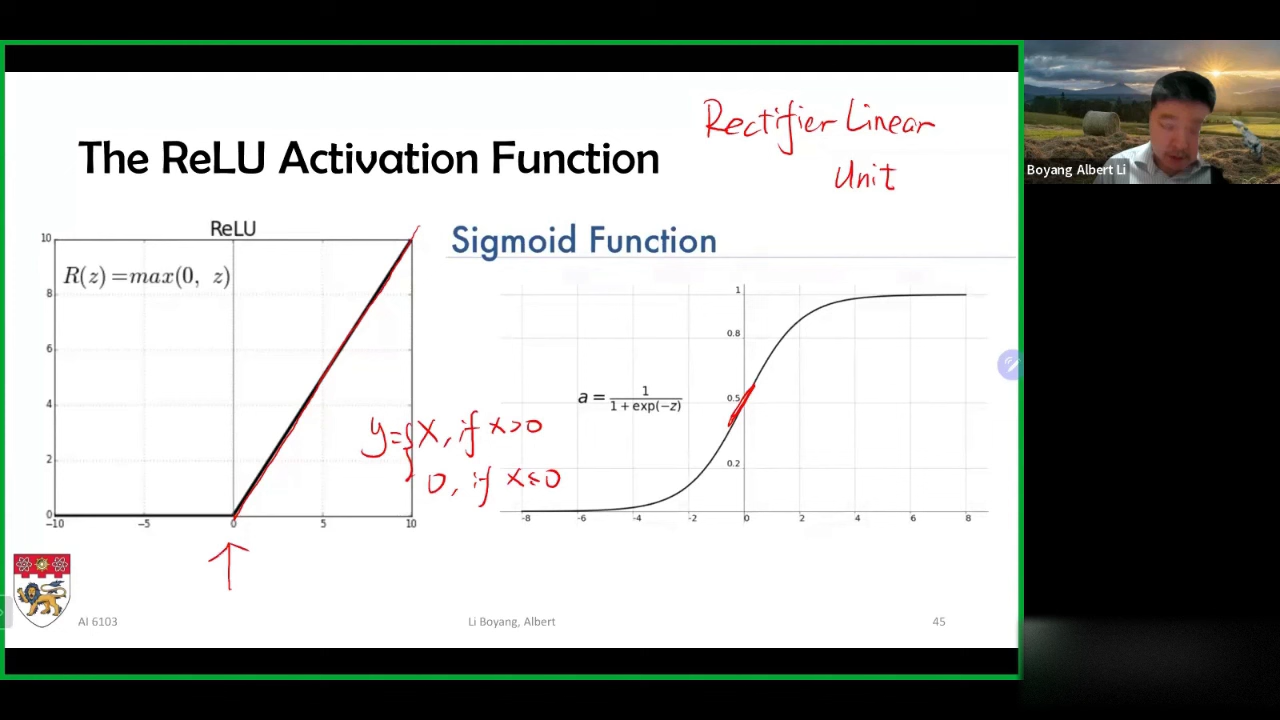 Rectifier Linear
Unit
The ReLU Activation Function
Boyang Albert Li
ReLU
R(z)=max(0, z)
10
8
6
4
2
0
-10
-5
0
5
10
y={x, if x>0
0, if x≤0
Sigmoid Function
a = 1 / (1 + exp(-z))
1
0.8
0.5
0.2
-8
-6
-4
-2
0
2
4
6
8
AI 6103
Li Boyang, Albert
45